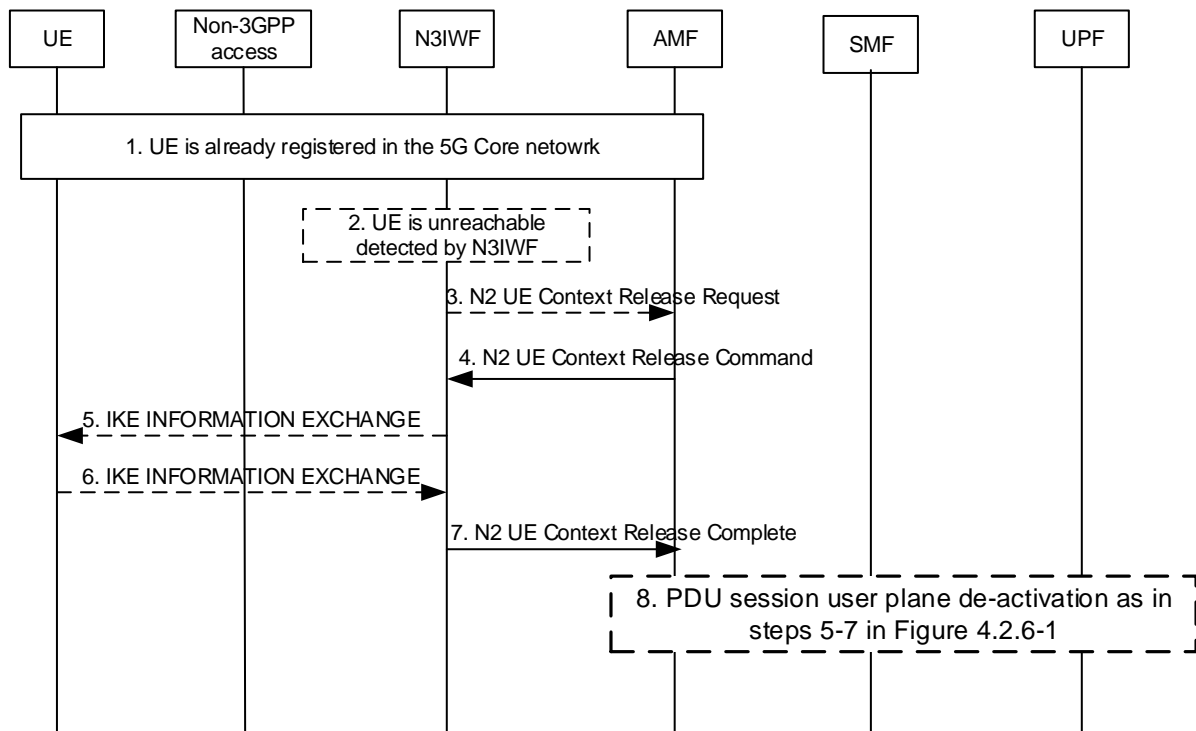 UE
Non-3GPP
access
N3IWF
AMF
SMF
UPF
1. UE is already registered in the 5G Core netowrk
2. UE is unreachable
detected by N3IWF
3. N2 UE Context Release Request
4. N2 UE Context Release Command
5. IKE INFORMATION EXCHANGE
6. IKE INFORMATION EXCHANGE
7. N2 UE Context Release Complete
8. PDU session user plane de-activation as in
steps 5-7 in Figure 4.2.6-1